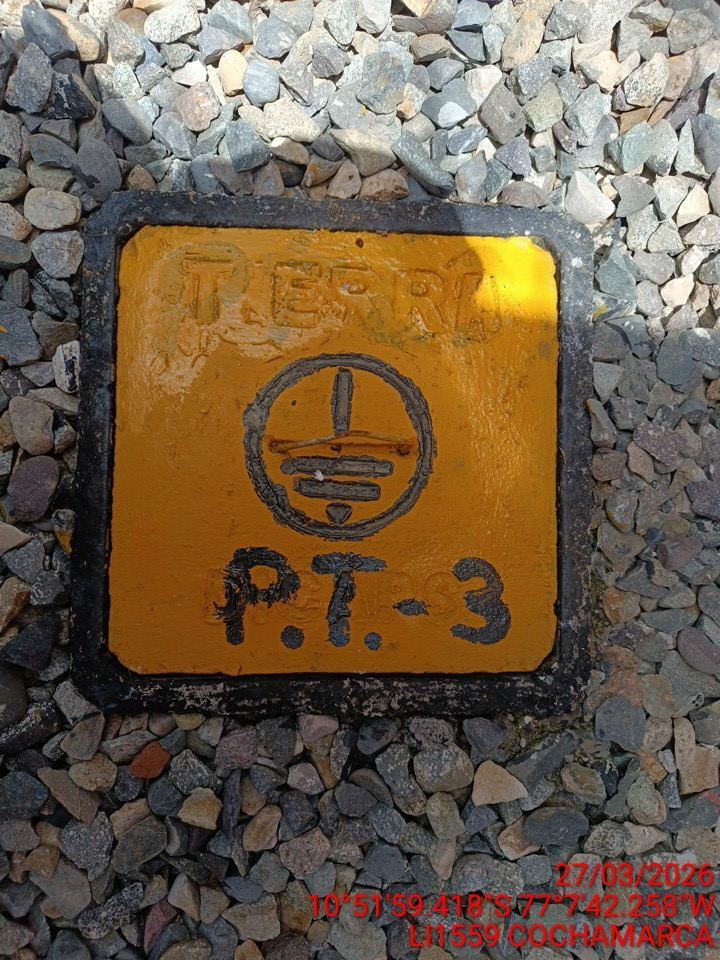 TIERRA
P.T.-3
27/03/2026
10°51'59.418"S 77°7'42.258"W
LI1559 COCHAMARCA